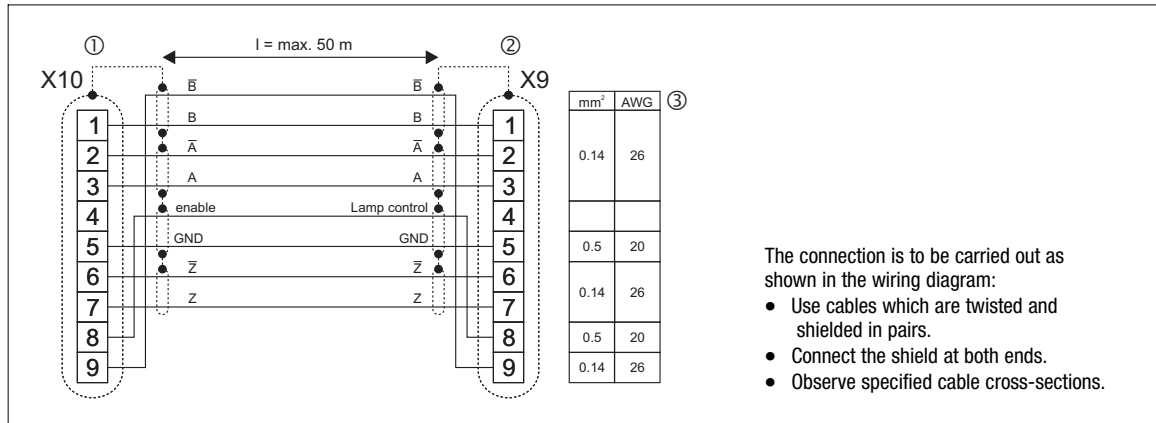 ① l = max. 50 m ②
X10 X9
B̅ B̅
B B
A̅ A̅
A A
enable Lamp control
GND GND
Z̅ Z̅
Z Z
1
2
3
4
5
6
7
8
9
1
2
3
4
5
6
7
8
9
mm² AWG ③
0.14 26
0.5 20
0.14 26
0.5 20
0.14 26
The connection is to be carried out as
shown in the wiring diagram:
● Use cables which are twisted and
shielded in pairs.
● Connect the shield at both ends.
● Observe specified cable cross-sections.